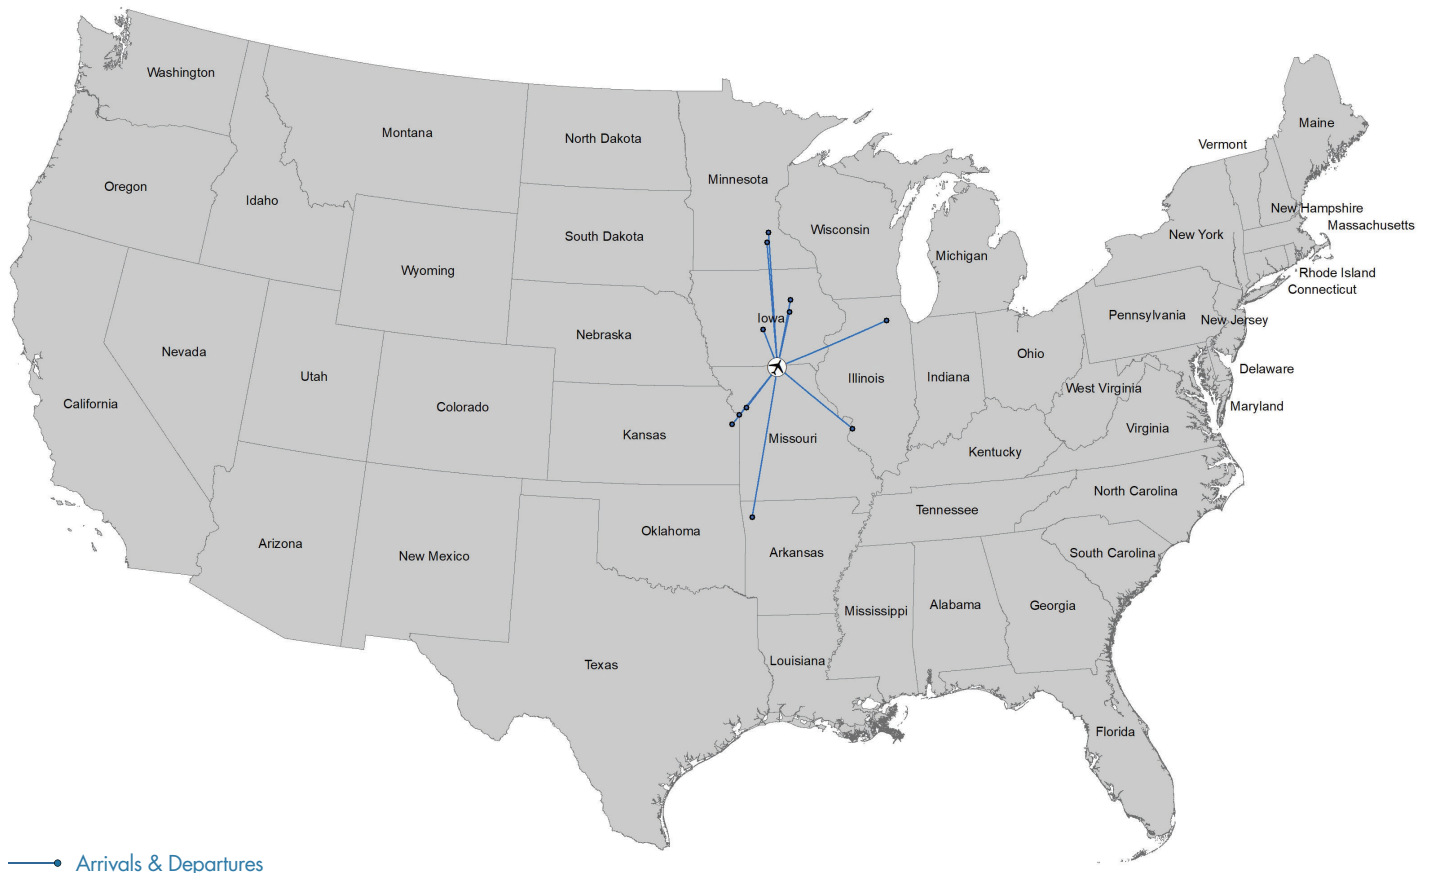 Washington
Montana
North Dakota
Minnesota
Maine
Vermont
Oregon
Idaho
South Dakota
Wisconsin
Michigan
New York
New Hampshire
Massachusetts
Wyoming
Rhode Island
Connecticut
Nebraska
Iowa
Pennsylvania
New Jersey
Nevada
Utah
Colorado
Illinois
Indiana
Ohio
West Virginia
Delaware
Maryland
California
Kansas
Missouri
Kentucky
Virginia
Arizona
New Mexico
Oklahoma
Arkansas
Tennessee
North Carolina
South Carolina
Mississippi
Alabama
Georgia
Texas
Louisiana
Florida
Arrivals & Departures